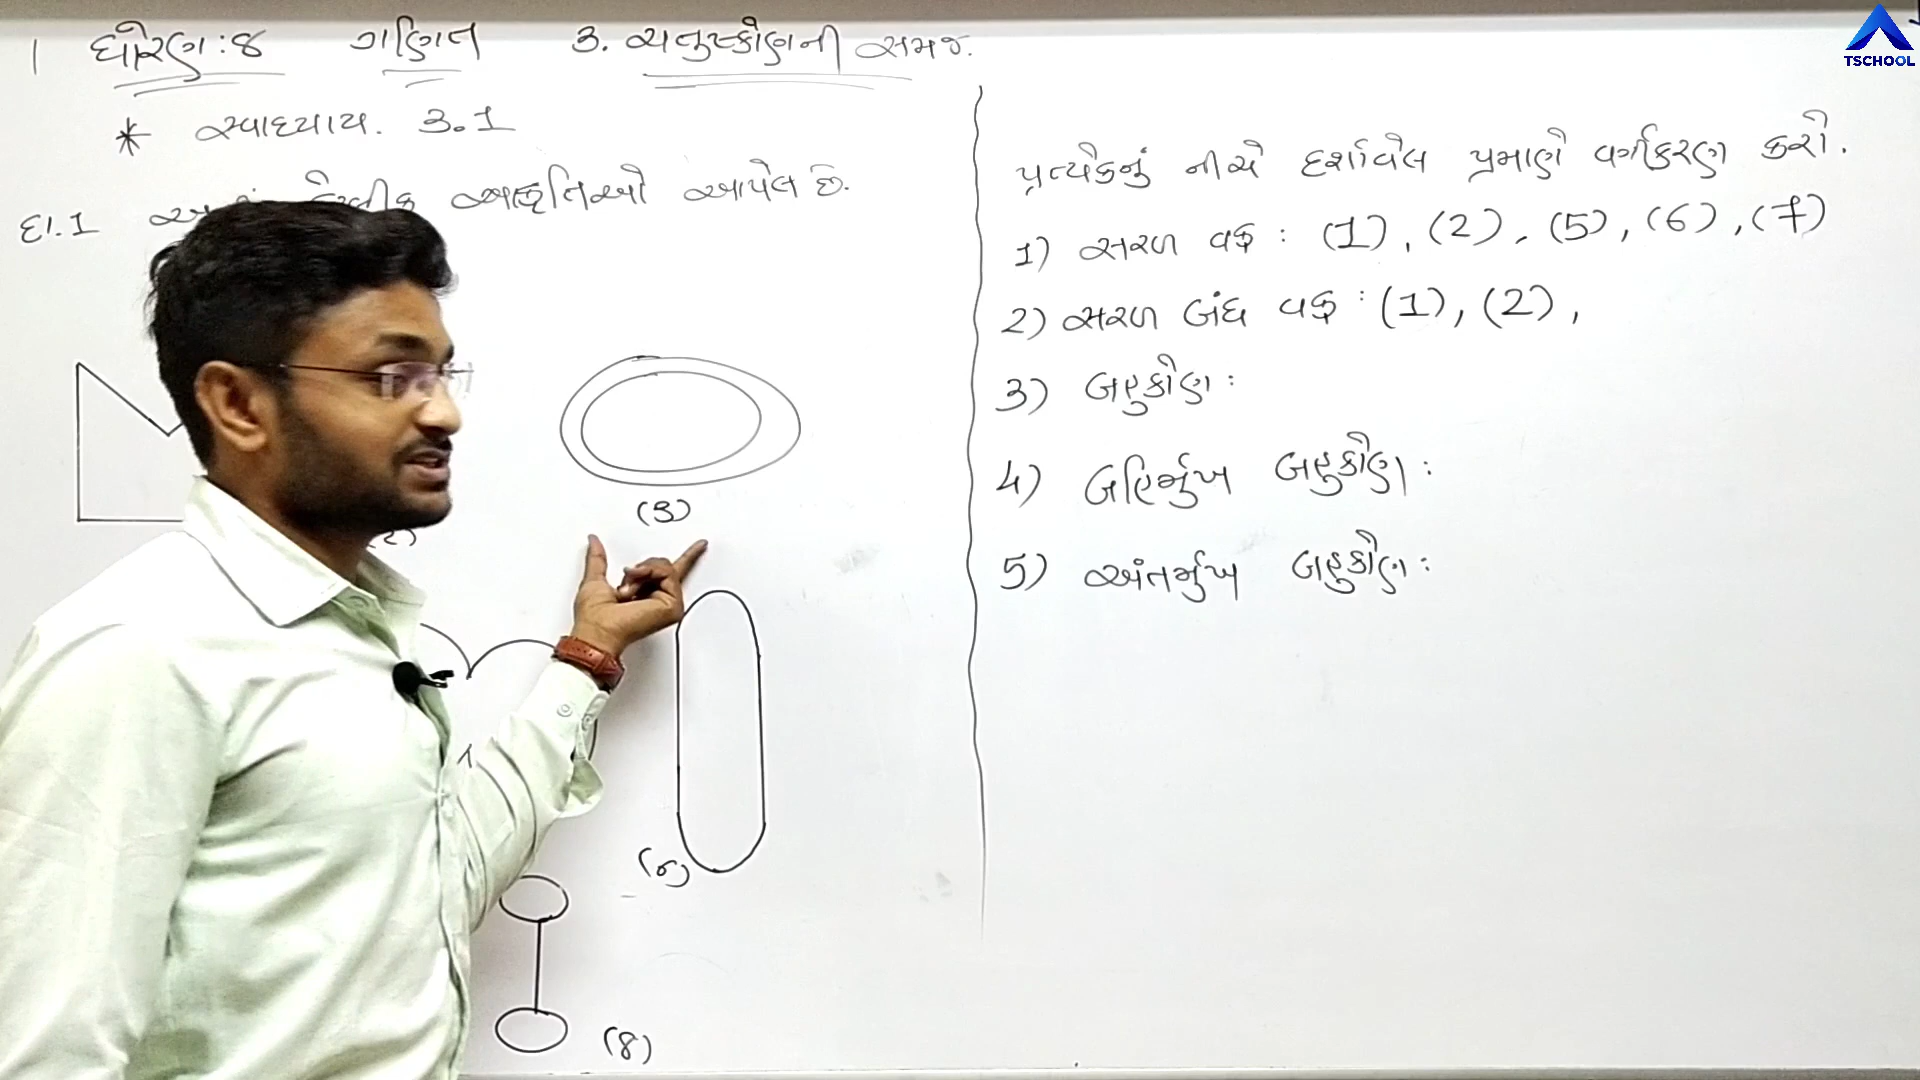 ધોરણ : ૪ ગણિત 3. ચતુષ્કોણની સમજ.
* સ્વાધ્યાય. 3.1
દા.1 આકૃતિઓ આપેલ છે.
(3)
(2)
(6)
(8)
પ્રત્યેકનું નીચે દર્શાવેલ પ્રમાણે વર્ગીકરણ કરો.
1) સરળ વક્ર : (1), (2), (5), (6), (7)
2) સરળ બંધ વક્ર : (1), (2),
3) બહુકોણ :
4) બહિર્મુખ બહુકોણ :
5) અંતર્મુખ બહુકોણ :
TSCHOOL